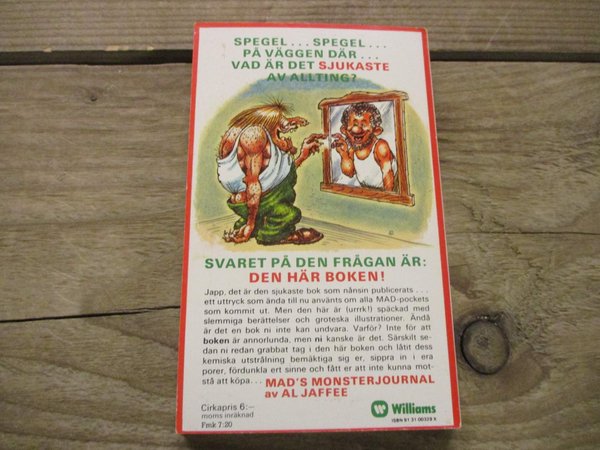 SPEGEL... SPEGEL...
PÅ VÄGGEN DÄR...
VAD ÄR DET SJUKASTE
AV ALLTING?
SVARET PÅ DEN FRÅGAN ÄR:
DEN HÄR BOKEN!
Japp, det är den sjukaste bok som nånsin publicerats...
ett uttryck som ända till nu använts om alla MAD-pockets
som kommit ut. Men den här är (urrrk!) späckad med
slemmiga berättelser och groteska illustrationer. Ändå
är det en bok ni inte kan undvara. Varför? Inte för att
boken är annorlunda, men ni kanske är det. Särskilt se-
dan ni redan grabbat tag i den här boken och låtit dess
kemiska utstrålning bemäktiga sig er, sippra in i era
porer, fördunkla ert sinne och fått er att inte kunna mot-
stå att köpa... MAD'S MONSTERJOURNAL
av AL JAFFEE
Cirkapris 6:—
moms inräknad
Fmk 7:20
W Williams
ISBN 91 31 00339 X